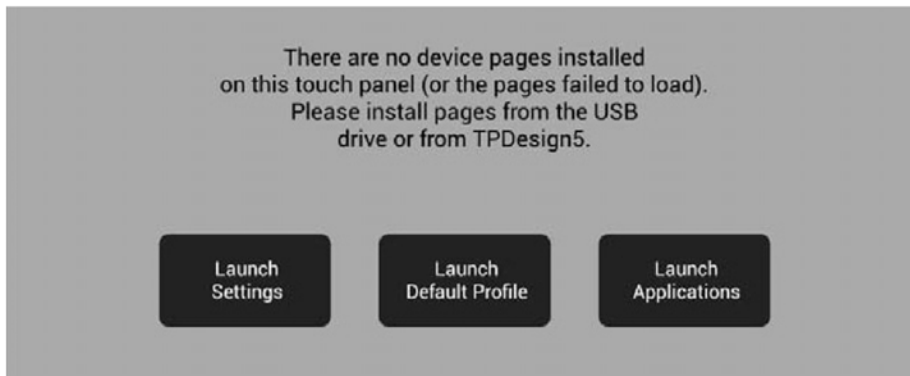 There are no device pages installed
on this touch panel (or the pages failed to load).
Please install pages from the USB
drive or from TPDesign5.
Launch
Settings
Launch
Default Profile
Launch
Applications